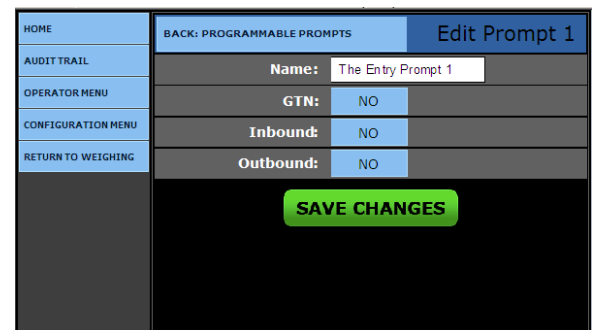 HOME
AUDIT TRAIL
OPERATOR MENU
CONFIGURATION MENU
RETURN TO WEIGHING
BACK: PROGRAMMABLE PROMPTS
Edit Prompt 1
Name: The Entry Prompt 1
GTN: NO
Inbound: NO
Outbound: NO
SAVE CHANGES